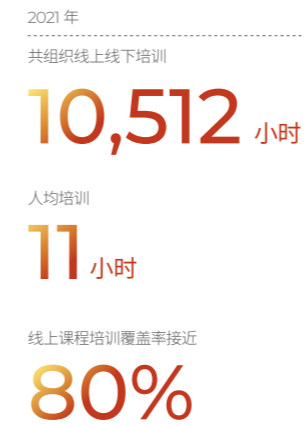 2021 年
共组织线上线下培训
10,512 小时
人均培训
11 小时
线上课程培训覆盖率接近
80%